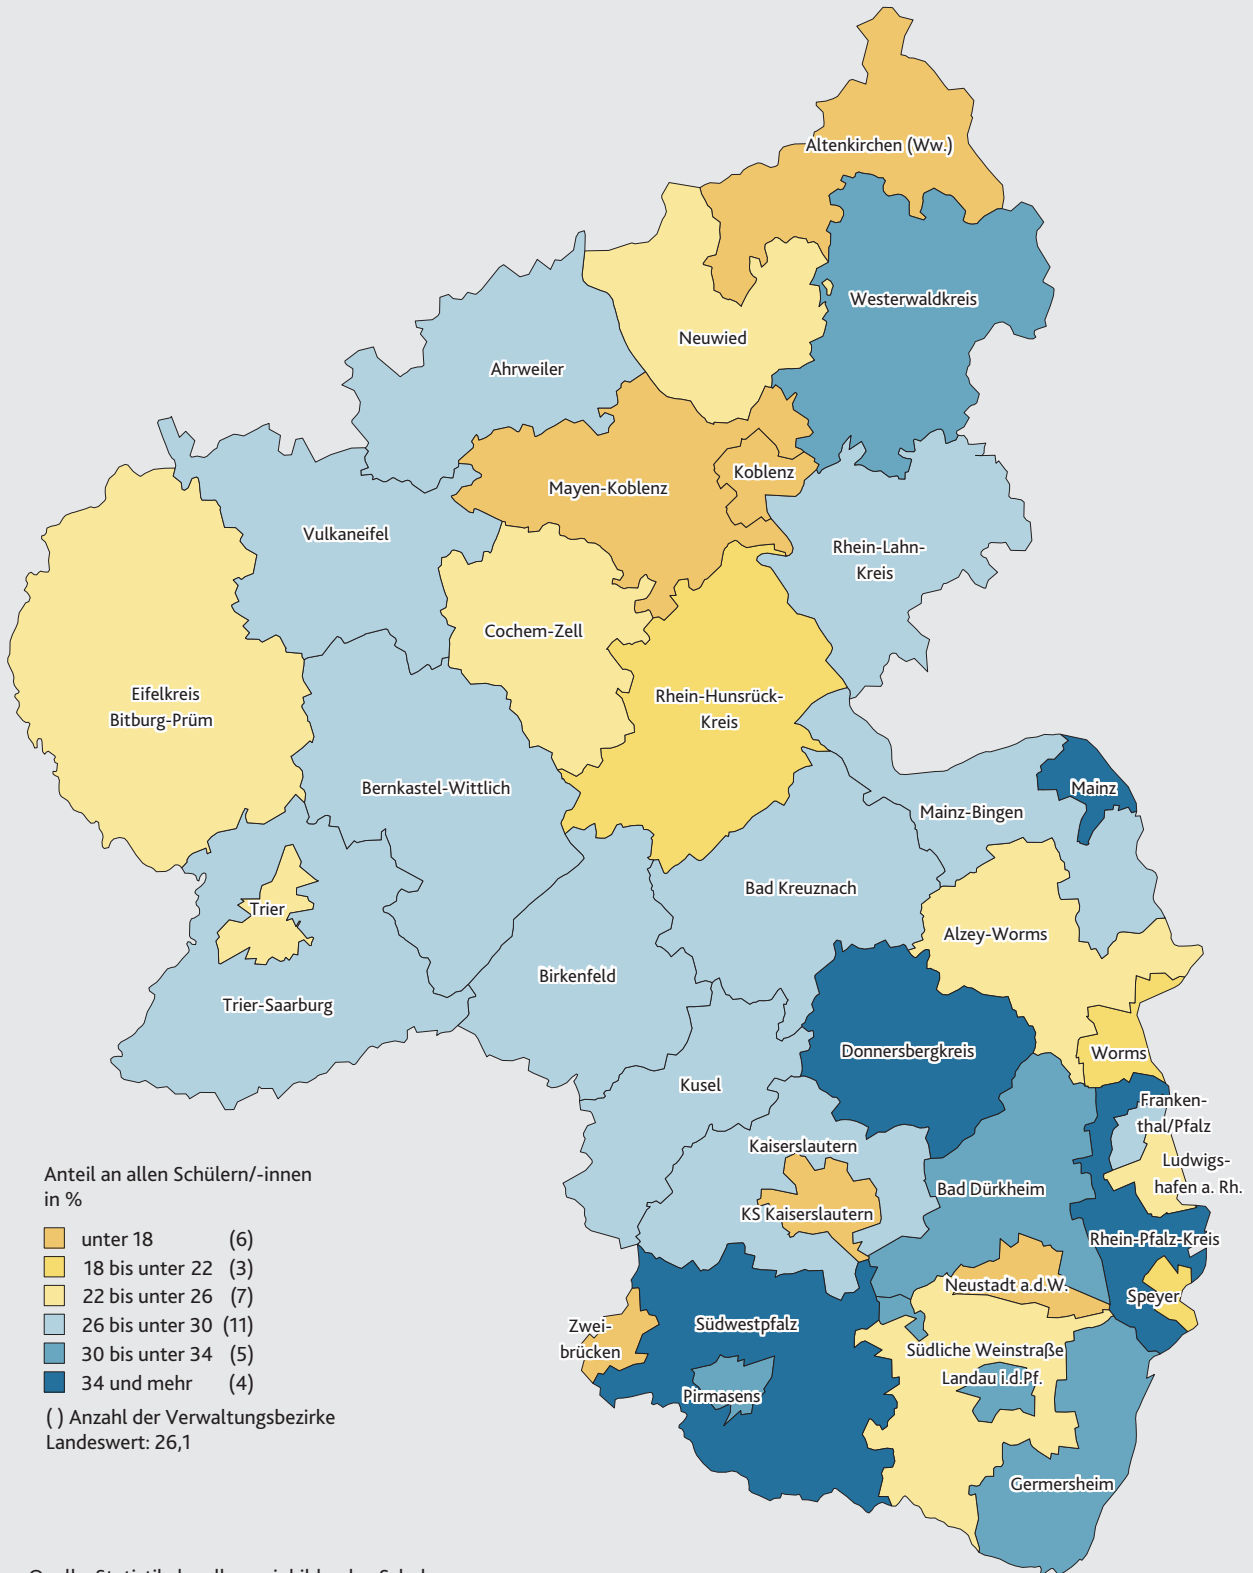 Altenkirchen (Ww.)
Westerwaldkreis
Neuwied
Ahrweiler
Koblenz
Mayen-Koblenz
Vulkaneifel
Rhein-Lahn-
Kreis
Cochem-Zell
Eifelkreis
Bitburg-Prüm
Rhein-Hunsrück-
Kreis
Bernkastel-Wittlich
Mainz
Mainz-Bingen
Bad Kreuznach
Trier
Alzey-Worms
Birkenfeld
Trier-Saarburg
Donnersbergkreis
Worms
Kusel
Franken-
thal/Pfalz
Kaiserslautern
Ludwigs-
hafen a. Rh.
Bad Dürkheim
KS Kaiserslautern
Rhein-Pfalz-Kreis
Neustadt a.d.W.
Speyer
Zwei-
brücken
Südwestpfalz
Südliche Weinstraße
Landau i.d.Pf.
Pirmasens
Germersheim
Anteil an allen Schülern/-innen
in %
unter 18 (6)
18 bis unter 22 (3)
22 bis unter 26 (7)
26 bis unter 30 (11)
30 bis unter 34 (5)
34 und mehr (4)
( ) Anzahl der Verwaltungsbezirke
Landeswert: 26,1